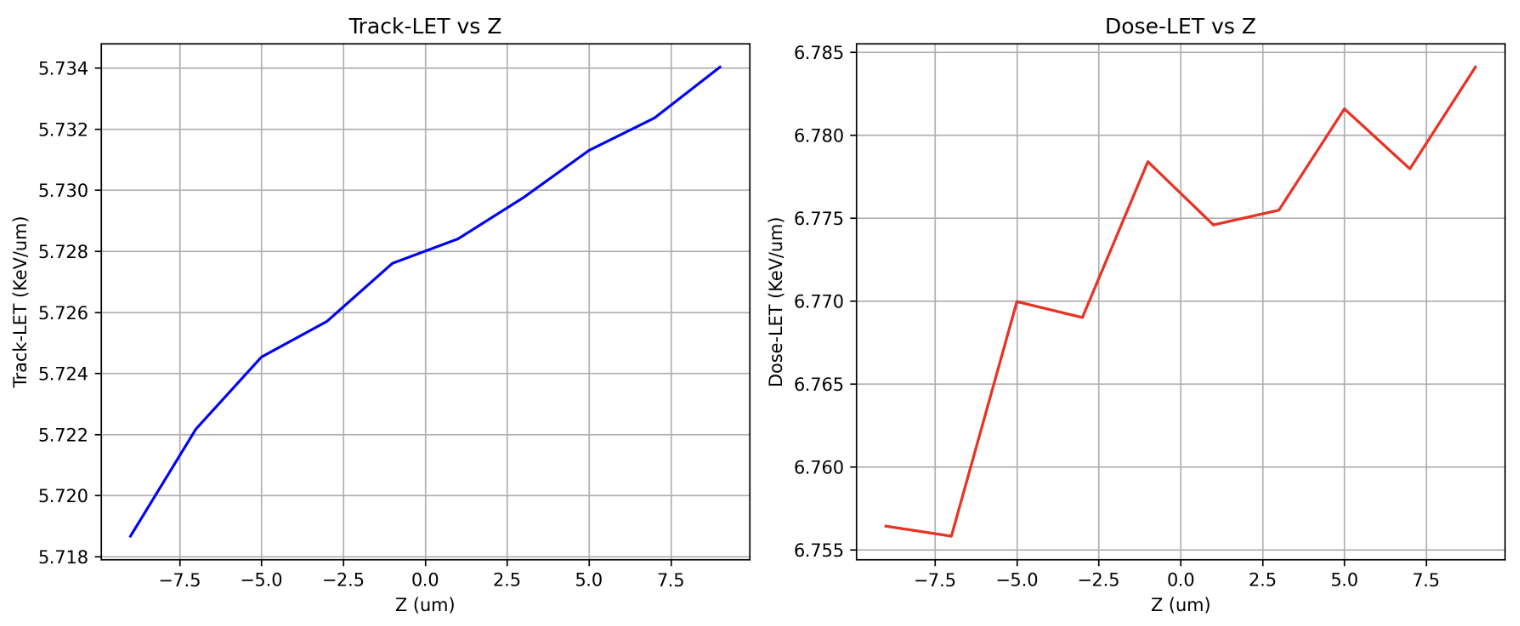 Track-LET vs Z
Track-LET (KeV/um)
5.734
5.732
5.730
5.728
5.726
5.724
5.722
5.720
5.718
−7.5 −5.0 −2.5 0.0 2.5 5.0 7.5
Z (um)
Dose-LET vs Z
Dose-LET (KeV/um)
6.785
6.780
6.775
6.770
6.765
6.760
6.755
−7.5 −5.0 −2.5 0.0 2.5 5.0 7.5
Z (um)